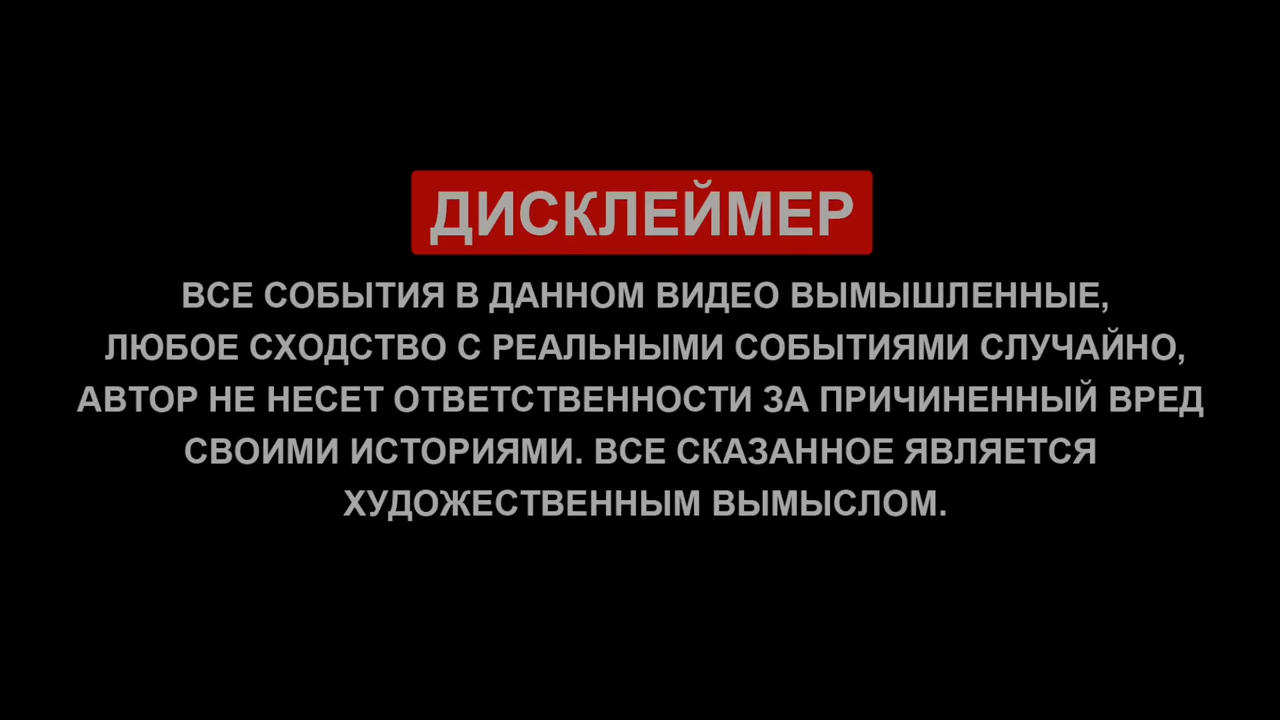 ДИСКЛЕЙМЕР
ВСЕ СОБЫТИЯ В ДАННОМ ВИДЕО ВЫМЫШЛЕННЫЕ,
ЛЮБОЕ СХОДСТВО С РЕАЛЬНЫМИ СОБЫТИЯМИ СЛУЧАЙНО,
АВТОР НЕ НЕСЕТ ОТВЕТСТВЕННОСТИ ЗА ПРИЧИНЕННЫЙ ВРЕД
СВОИМИ ИСТОРИЯМИ. ВСЕ СКАЗАННОЕ ЯВЛЯЕТСЯ
ХУДОЖЕСТВЕННЫМ ВЫМЫСЛОМ.